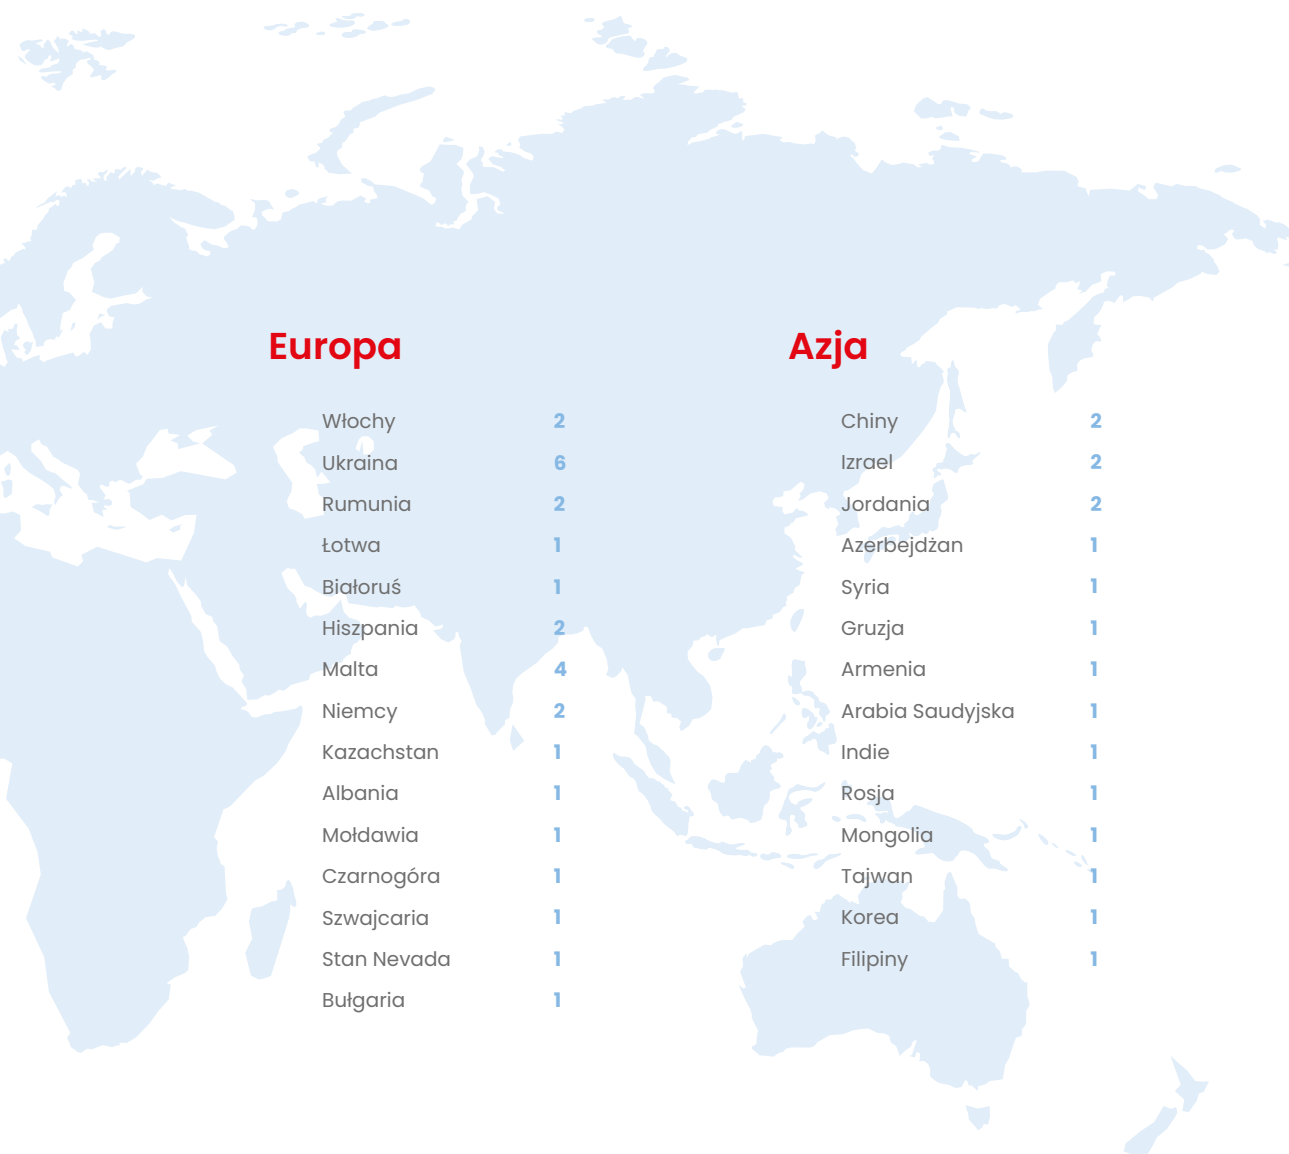 Europa
Włochy 2
Ukraina 6
Rumunia 2
Łotwa 1
Białoruś 1
Hiszpania 2
Malta 4
Niemcy 2
Kazachstan 1
Albania 1
Mołdawia 1
Czarnogóra 1
Szwajcaria 1
Stan Nevada 1
Bułgaria 1
Azja
Chiny 2
Izrael 2
Jordania 2
Azerbejdżan 1
Syria 1
Gruzja 1
Armenia 1
Arabia Saudyjska 1
Indie 1
Rosja 1
Mongolia 1
Tajwan 1
Korea 1
Filipiny 1